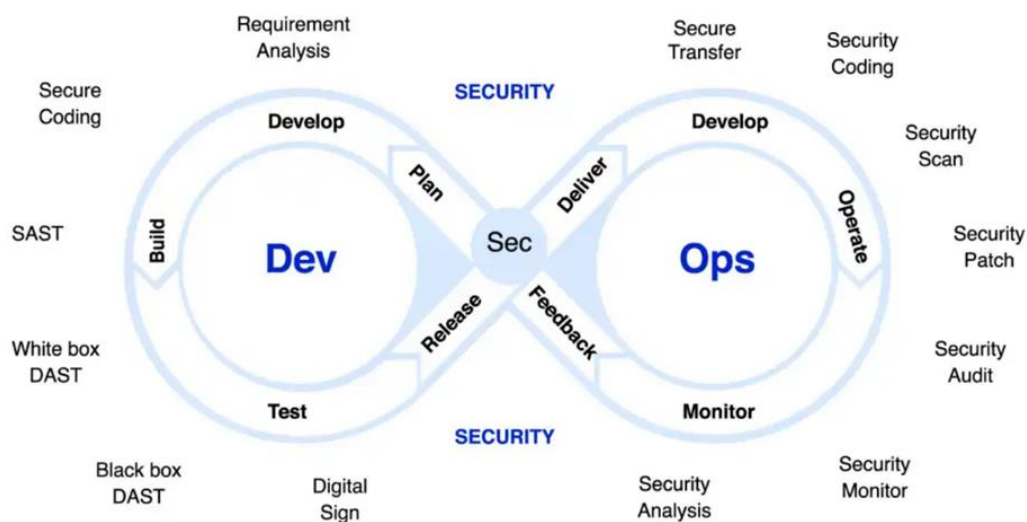 Requirement
Analysis
Secure
Transfer
Security
Coding
Secure
Coding
SECURITY
Develop
Develop
Security
Scan
Plan
Deliver
SAST
Build
Dev
Sec
Ops
Operate
Security
Patch
Release
Feedback
White box
DAST
Security
Audit
Test
Monitor
SECURITY
Black box
DAST
Digital
Sign
Security
Analysis
Security
Monitor